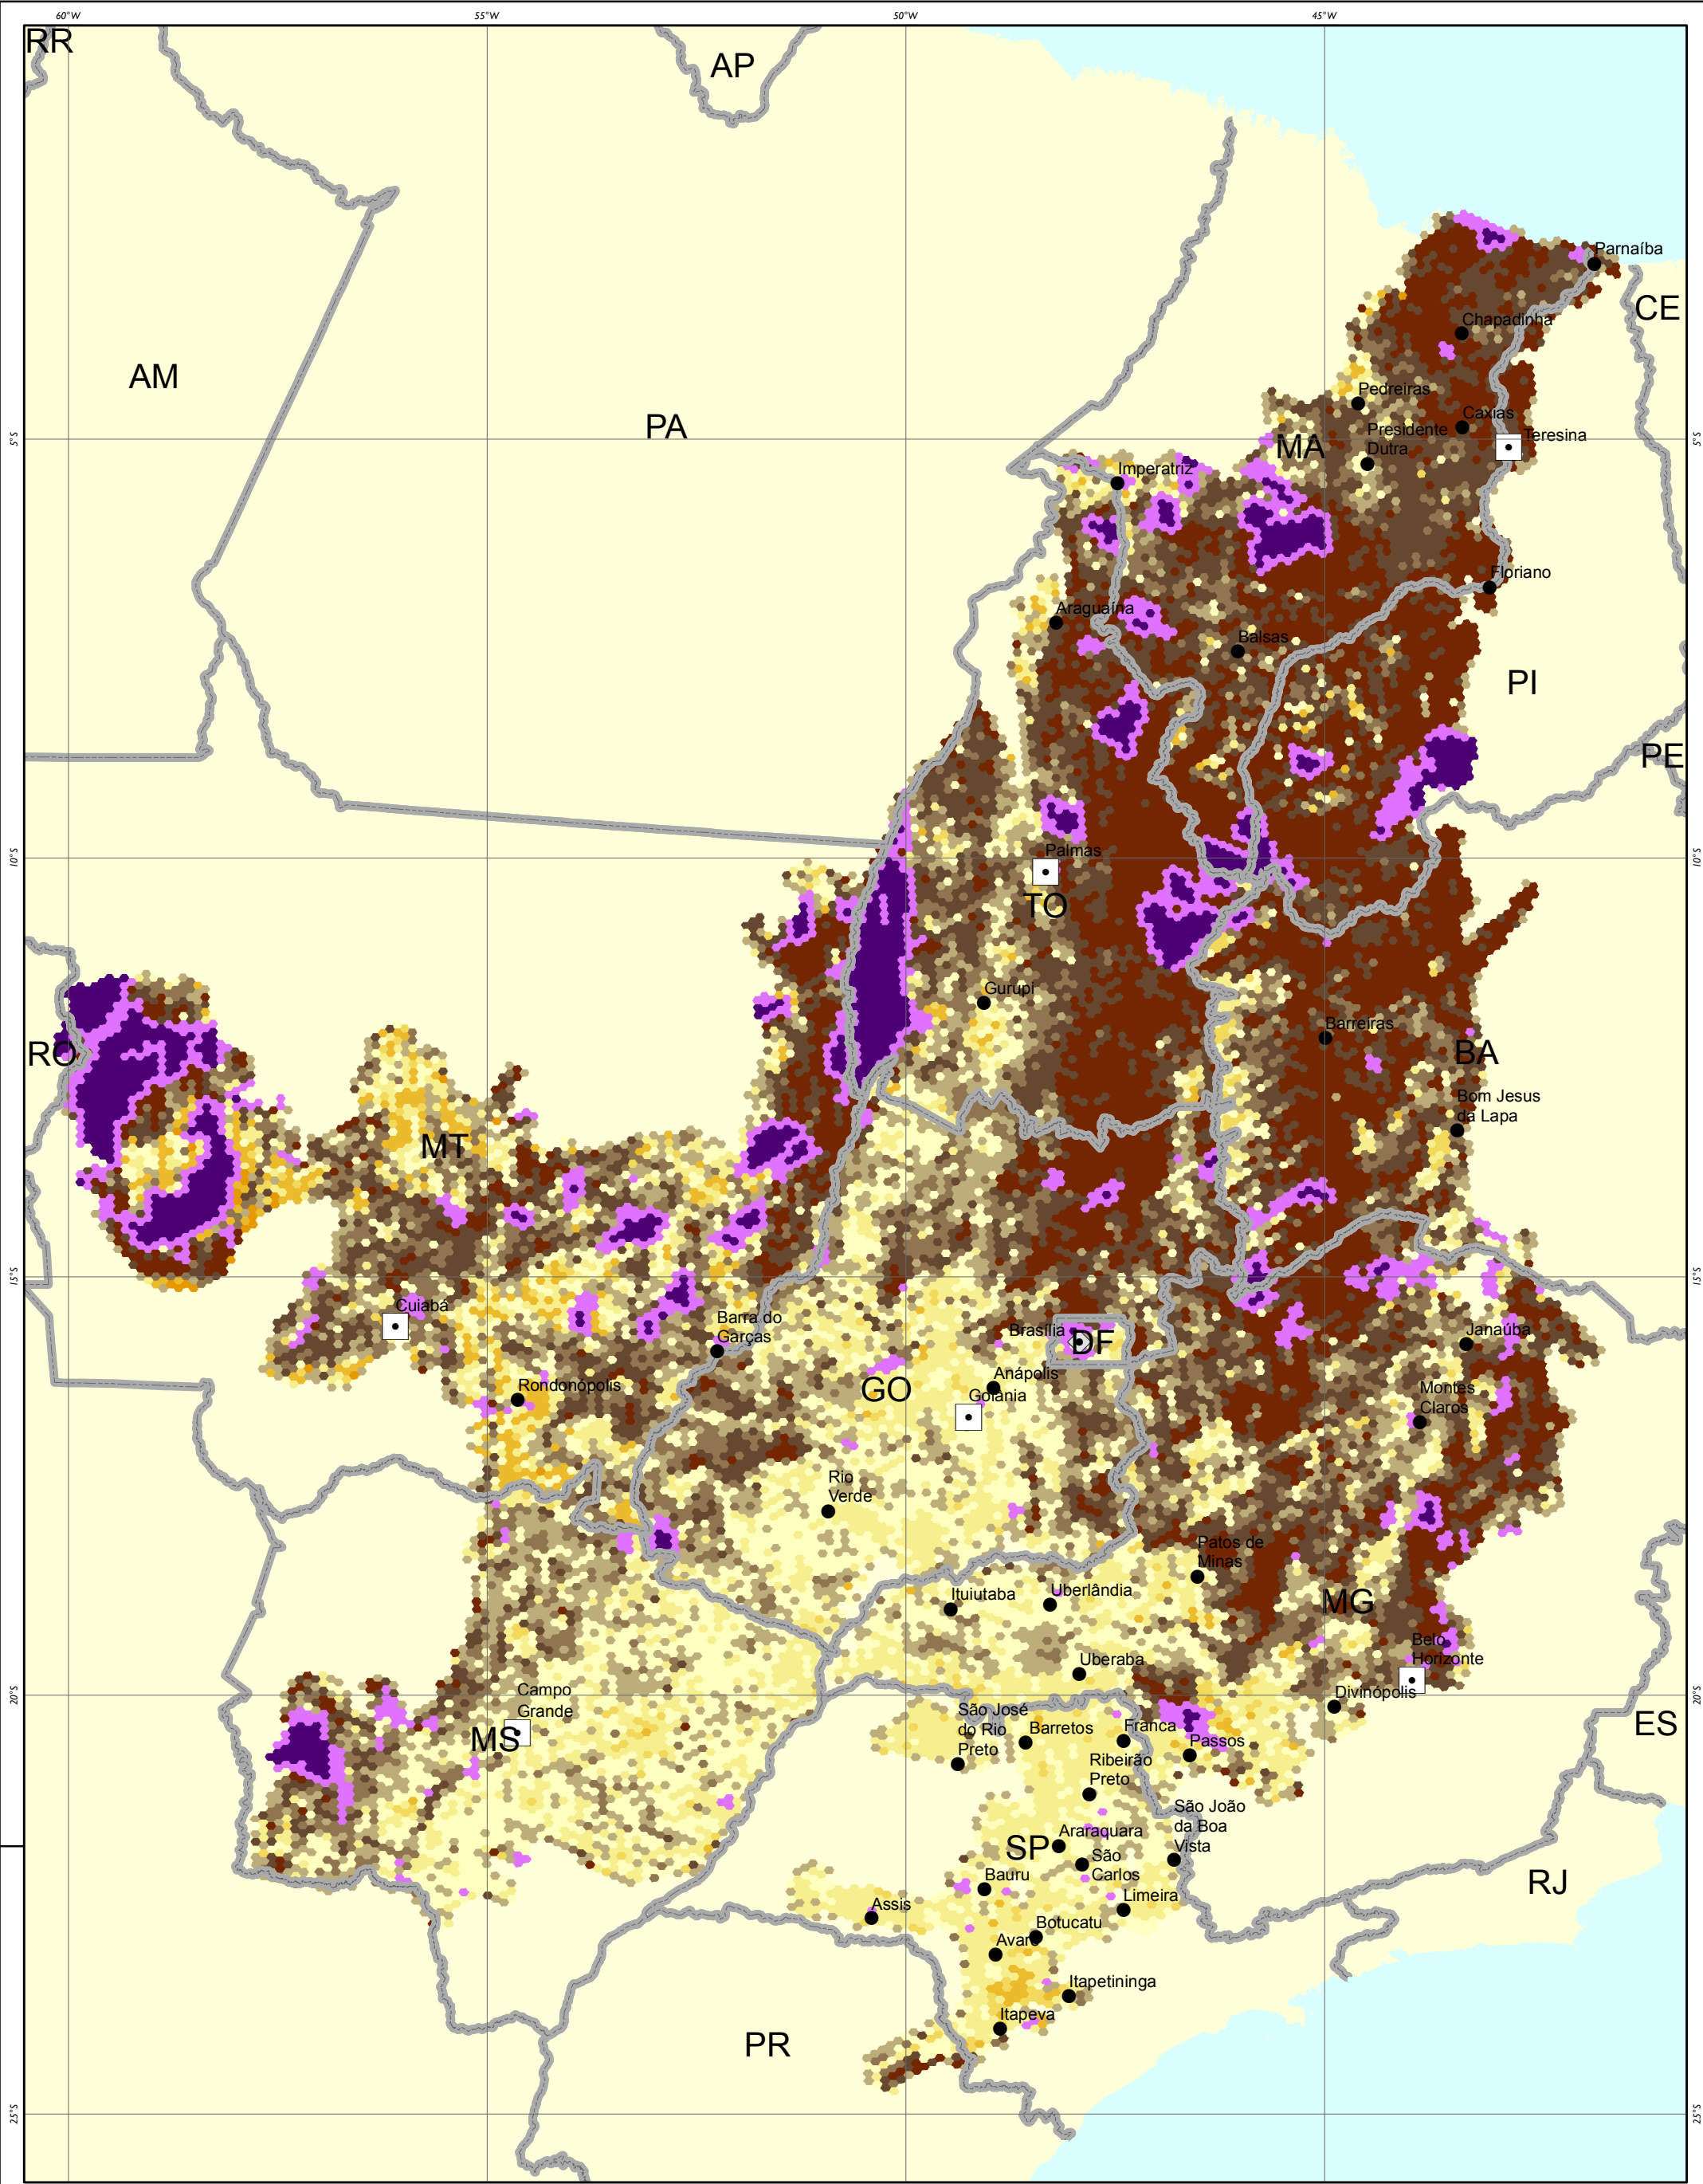 60°W
55°W
50°W
45°W
RR
AP
Parnaíba
CE
Chapadinha
AM
Pedreiras
Caxias
PA
Presidente
Dutra
Teresina
5°S
5°S
MA
Imperatriz
Floriano
Araguaína
Balsas
PI
PE
Palmas
10°S
10°S
TO
Gurupi
Barreiras
RO
BA
Bom Jesus
da Lapa
MT
15°S
15°S
Cuiabá
Barra do
Garças
Brasília
DF
Janaúba
Rondonópolis
GO
Anápolis
Goiânia
Montes
Claros
Rio
Verde
Patos de
Minas
Ituiutaba
Uberlândia
MG
Belo
Horizonte
Uberaba
20°S
20°S
Campo
Grande
MS
Divinópolis
São José
do Rio
Preto
Barretos
Franca
Passos
ES
Ribeirão
Preto
São João
da Boa
Vista
Araraquara
SP
São
Carlos
Bauru
RJ
Limeira
Assis
Botucatu
Avaré
Itapetininga
Itapeva
PR
25°S
25°S